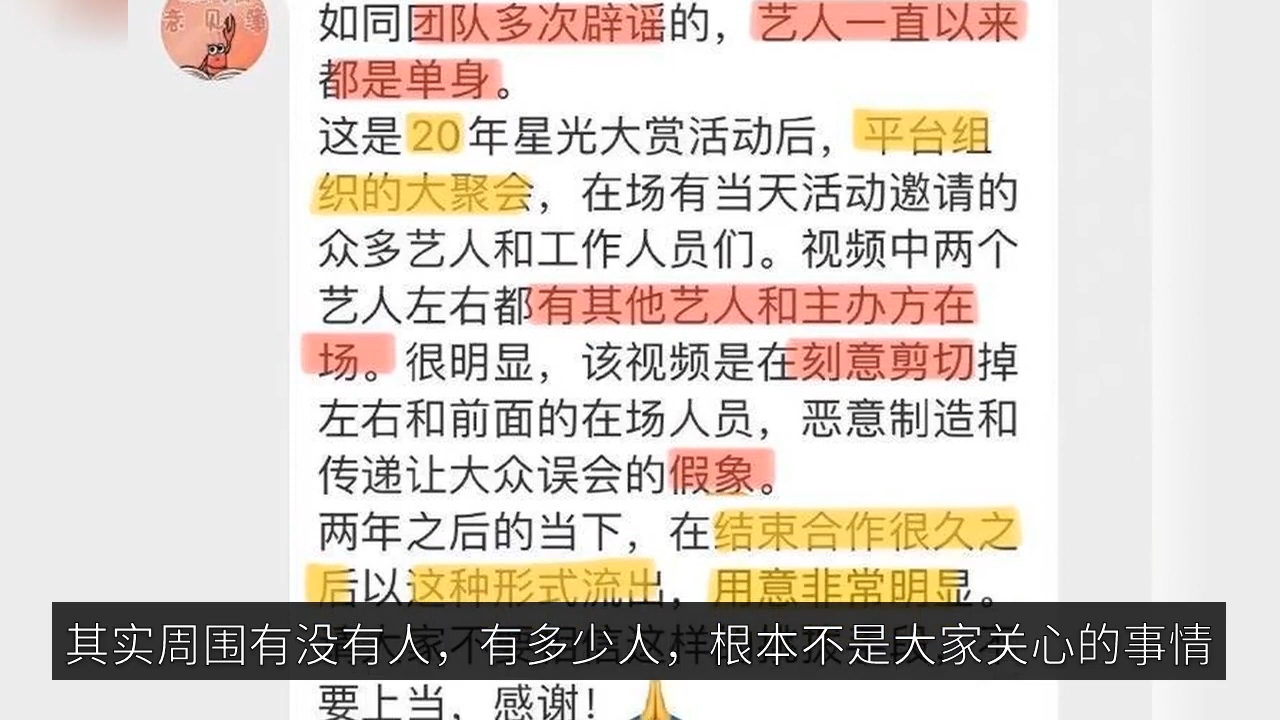 意见簿
如同团队多次辟谣的，艺人一直以来
都是单身。
这是20年星光大赏活动后，平台组
织的大聚会，在场有当天活动邀请的
众多艺人和工作人员们。视频中两个
艺人左右都有其他艺人和主办方在
场。很明显，该视频是在刻意剪切掉
左右和前面的在场人员，恶意制造和
传递让大众误会的假象。
两年之后的当下，在结束合作很久之
后以这种形式流出，用意非常明显。
其实周围有没有人，有多少人，根本不是大家关心的事情
要上当，感谢！